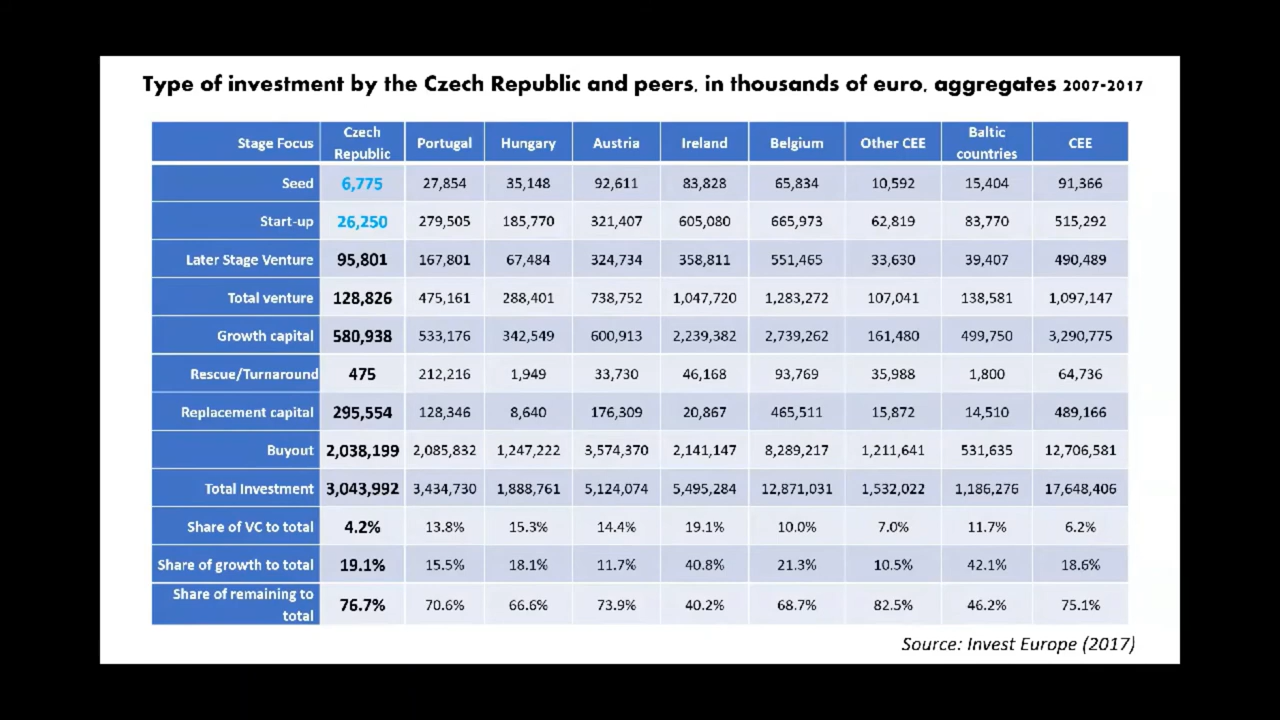 Type of investment by the Czech Republic and peers, in thousands of euro, aggregates 2007-2017
Stage Focus Czech Republic Portugal Hungary Austria Ireland Belgium Other CEE Baltic countries CEE
Seed 6,775 27,854 35,148 92,611 83,828 65,834 10,592 15,404 91,366
Start-up 26,250 279,505 185,770 321,407 605,080 665,973 62,819 83,770 515,292
Later Stage Venture 95,801 167,801 67,484 324,734 358,811 551,465 33,630 39,407 490,489
Total venture 128,826 475,161 288,401 738,752 1,047,720 1,283,272 107,041 138,581 1,097,147
Growth capital 580,938 533,176 342,549 600,913 2,239,382 2,739,262 161,480 499,750 3,290,775
Rescue/Turnaround 475 212,216 1,949 33,730 46,168 93,769 35,988 1,800 64,736
Replacement capital 295,554 128,346 8,640 176,309 20,867 465,511 15,872 14,510 489,166
Buyout 2,038,199 2,085,832 1,247,222 3,574,370 2,141,147 8,289,217 1,211,641 531,635 12,706,581
Total Investment 3,043,992 3,434,730 1,888,761 5,124,074 5,495,284 12,871,031 1,532,022 1,186,276 17,648,406
Share of VC to total 4.2% 13.8% 15.3% 14.4% 19.1% 10.0% 7.0% 11.7% 6.2%
Share of growth to total 19.1% 15.5% 18.1% 11.7% 40.8% 21.3% 10.5% 42.1% 18.6%
Share of remaining to total 76.7% 70.6% 66.6% 73.9% 40.2% 68.7% 82.5% 46.2% 75.1%
Source: Invest Europe (2017)